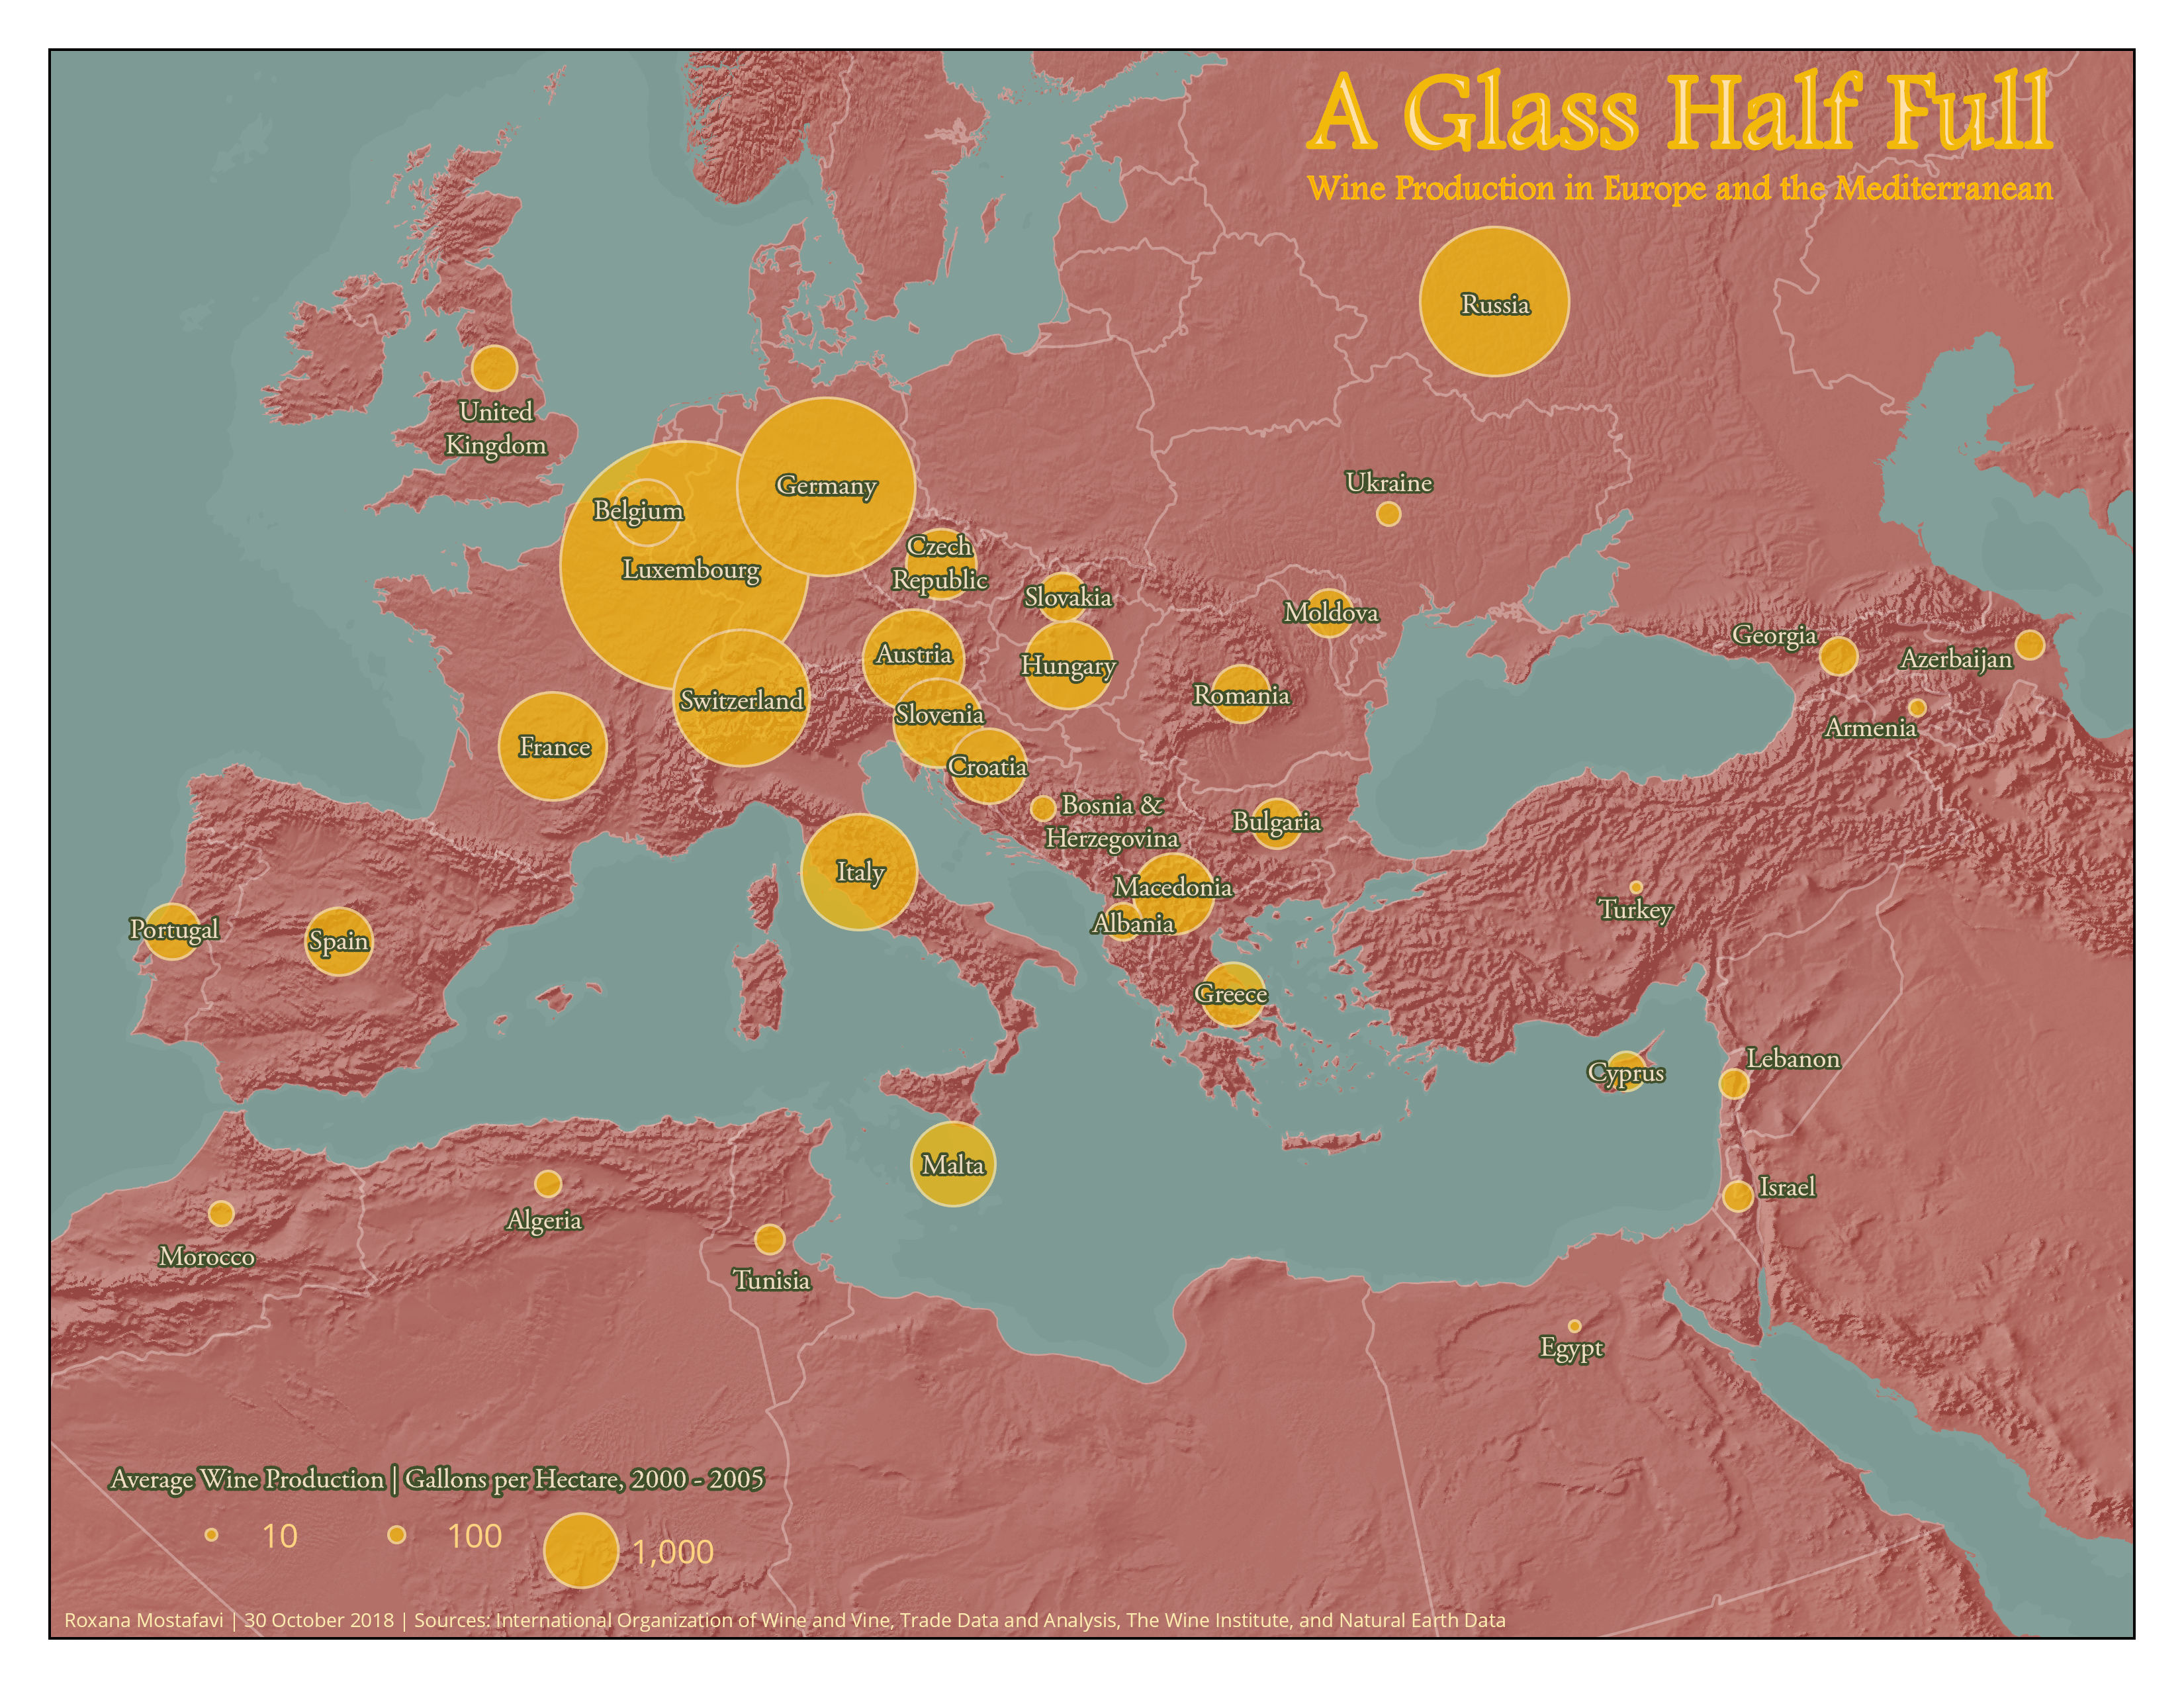 A Glass Half Full
Wine Production in Europe and the Mediterranean
Russia
United
Kingdom
Germany
Belgium
Ukraine
Czech
Republic
Luxembourg
Slovakia
Moldova
Georgia
Azerbaijan
Austria
Hungary
Romania
Switzerland
Slovenia
Armenia
France
Croatia
Bosnia &
Herzegovina
Bulgaria
Italy
Macedonia
Albania
Turkey
Portugal
Spain
Greece
Cyprus
Lebanon
Malta
Israel
Algeria
Morocco
Tunisia
Egypt
Average Wine Production | Gallons per Hectare, 2000 - 2005
10 100 1,000
Roxana Mostafavi | 30 October 2018 | Sources: International Organization of Wine and Vine, Trade Data and Analysis, The Wine Institute, and Natural Earth Data